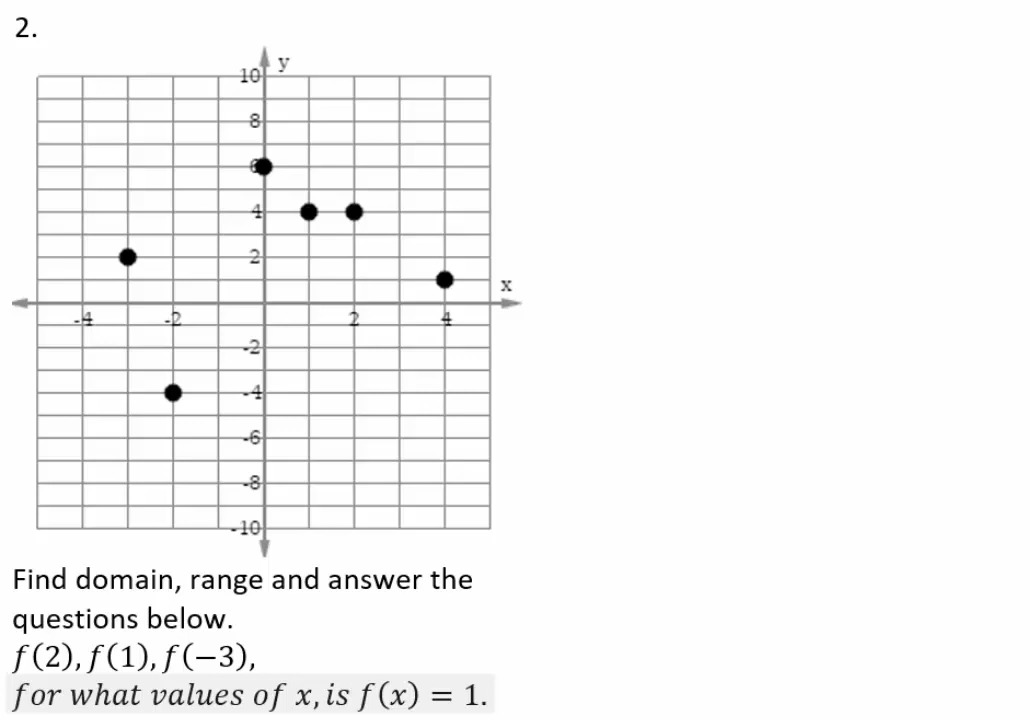 2.
y
10
8
6
4
2
x
-4
-2
2
4
-2
-4
-6
-8
-10
Find domain, range and answer the
questions below.
f(2), f(1), f(−3),
for what values of x, is f(x) = 1.